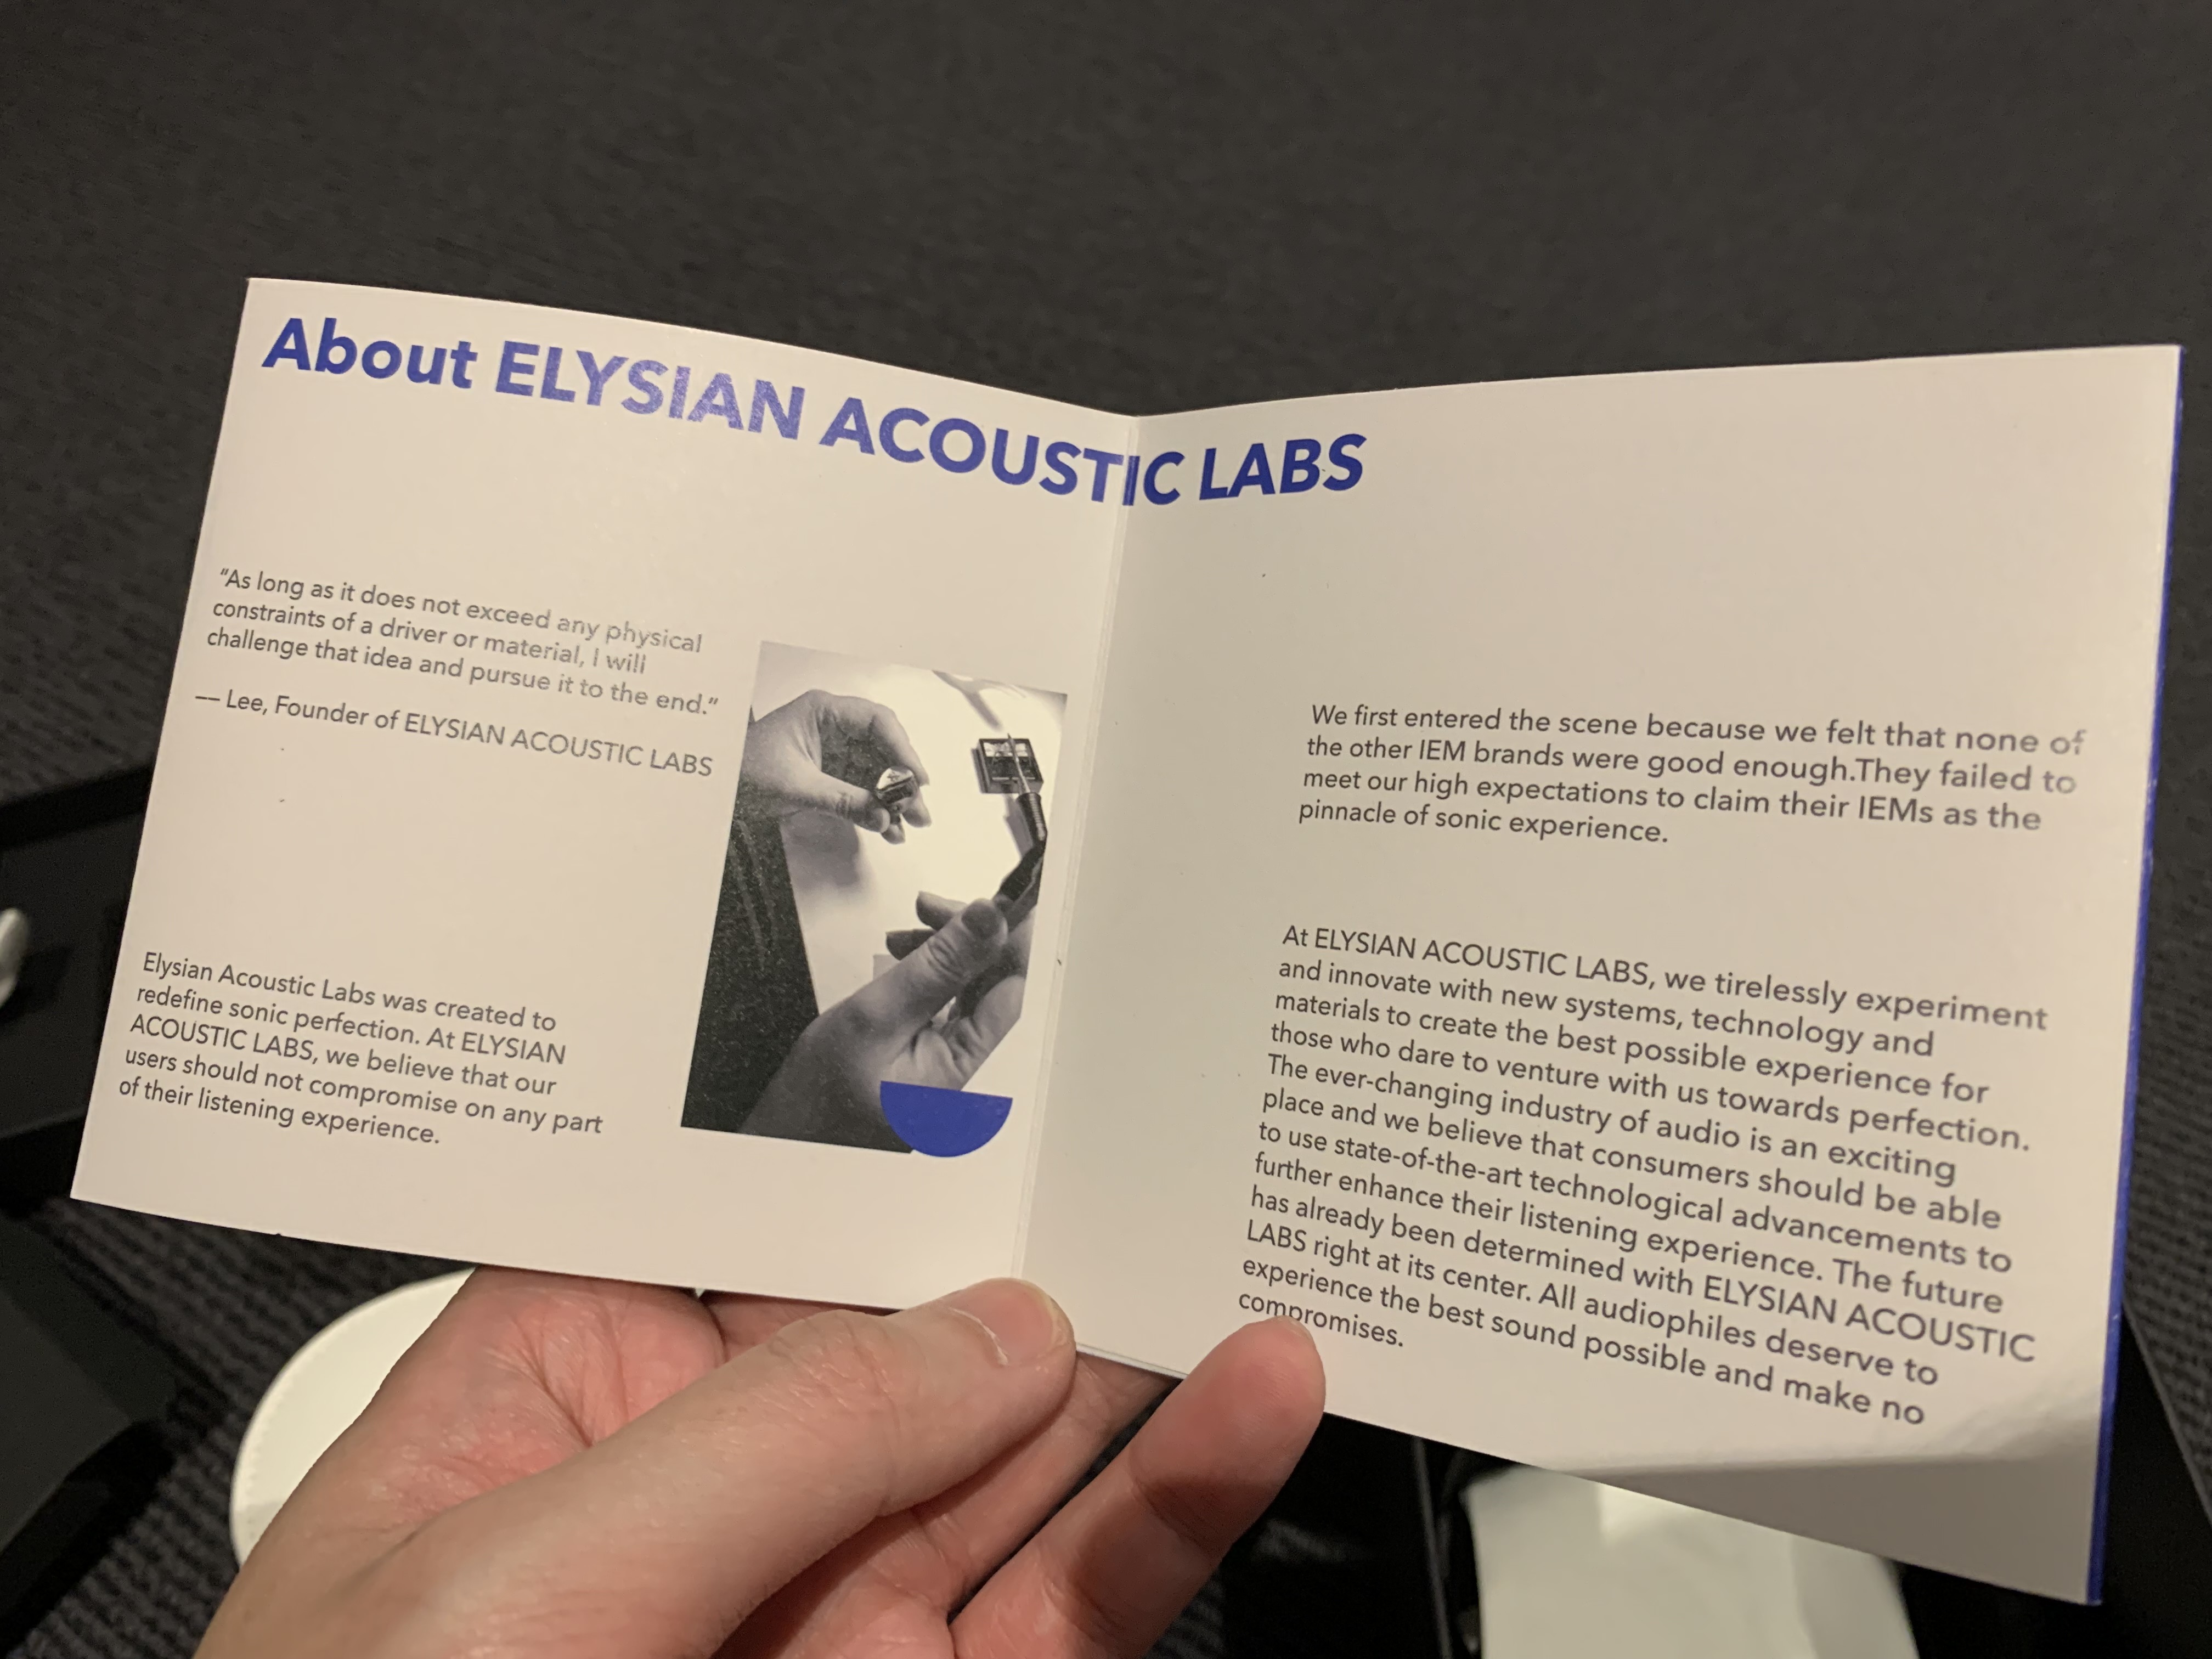 About ELYSIAN ACOUSTIC LABS
"As long as it does not exceed any physical
constraints of a driver or material, I will
challenge that idea and pursue it to the end."
— Lee, Founder of ELYSIAN ACOUSTIC LABS
Elysian Acoustic Labs was created to
redefine sonic perfection. At ELYSIAN
ACOUSTIC LABS, we believe that our
users should not compromise on any part
of their listening experience.
We first entered the scene because we felt that none of
the other IEM brands were good enough.They failed to
meet our high expectations to claim their IEMs as the
pinnacle of sonic experience.
At ELYSIAN ACOUSTIC LABS, we tirelessly experiment
and innovate with new systems, technology and
materials to create the best possible experience for
those who dare to venture with us towards perfection.
The ever-changing industry of audio is an exciting
place and we believe that consumers should be able
to use state-of-the-art technological advancements to
further enhance their listening experience. The future
has already been determined with ELYSIAN ACOUSTIC
LABS right at its center. All audiophiles deserve to
experience the best sound possible and make no
compromises.